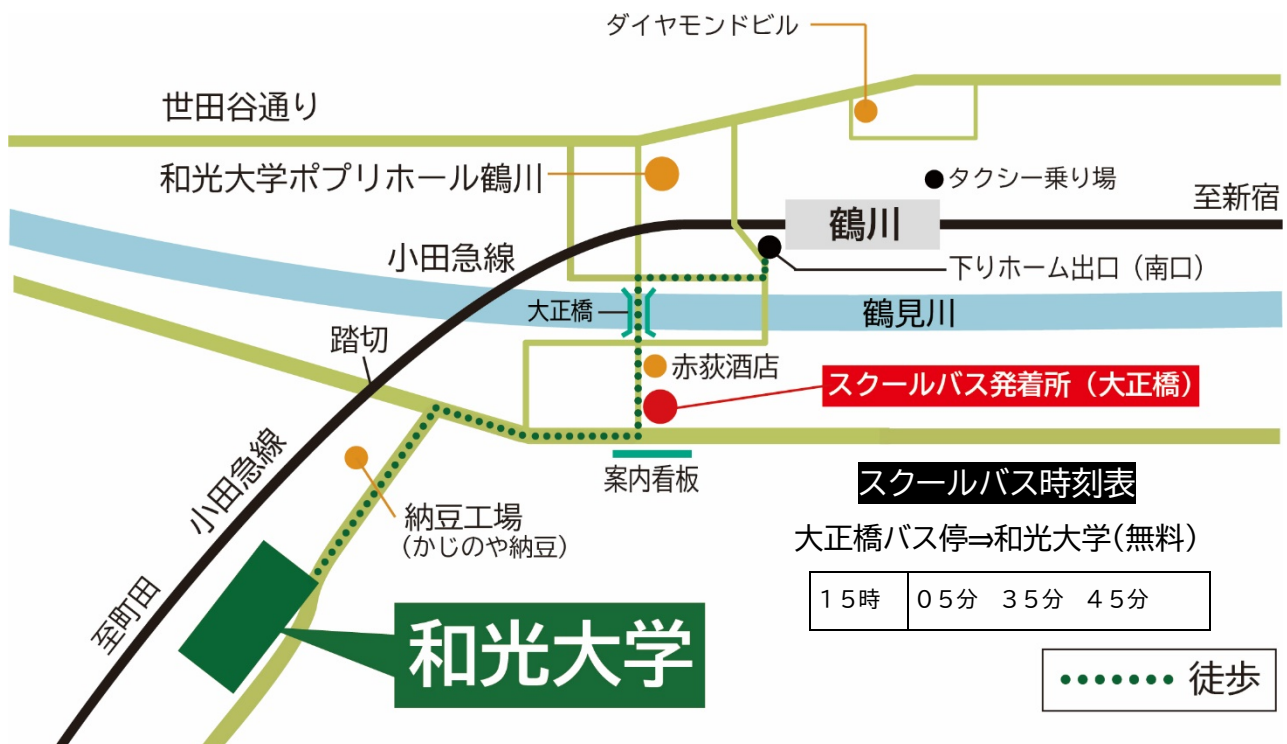 ダイヤモンドビル
世田谷通り
和光大学ポプリホール鶴川
タクシー乗り場
至新宿
鶴川
小田急線
下りホーム出口（南口）
大正橋
鶴見川
踏切
赤荻酒店
スクールバス発着所（大正橋）
小田急線
案内看板
スクールバス時刻表
納豆工場
（かじのや納豆）
大正橋バス停⇒和光大学(無料)
１５時 ０５分 ３５分 ４５分
至町田
和光大学
徒歩